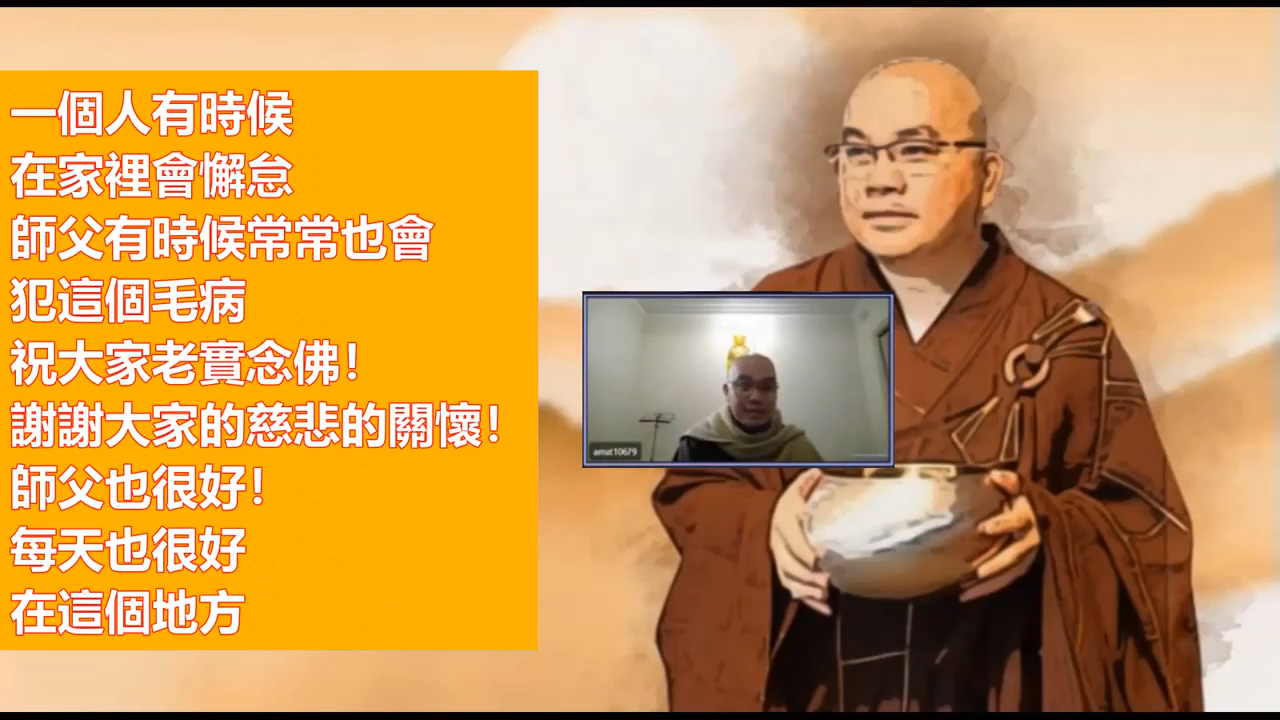 一個人有時候
在家裡會懈怠
師父有時候常常也會
犯這個毛病
祝大家老實念佛!
謝謝大家的慈悲的關懷!
師父也很好!
每天也很好
在這個地方
amat10679